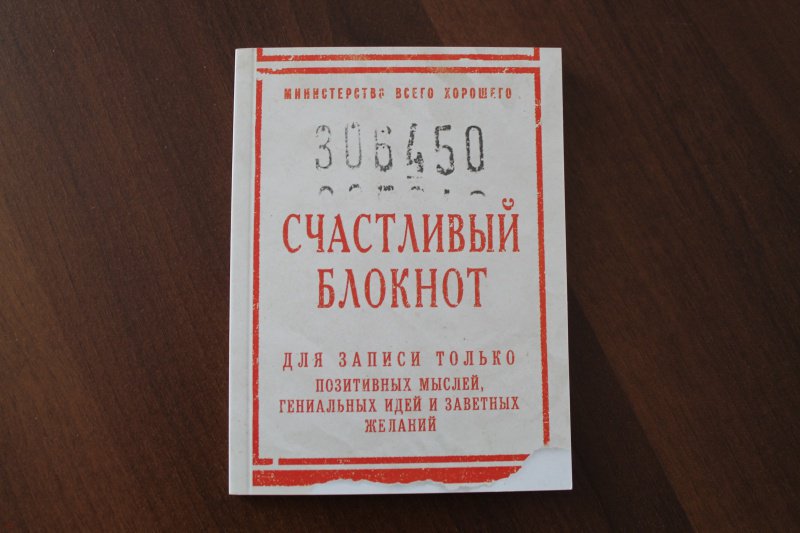 МИНИСТЕРСТВО ВСЕГО ХОРОШЕГО
306450
СЧАСТЛИВЫЙ
БЛОКНОТ
ДЛЯ ЗАПИСИ ТОЛЬКО
ПОЗИТИВНЫХ МЫСЛЕЙ,
ГЕНИАЛЬНЫХ ИДЕЙ И ЗАВЕТНЫХ
ЖЕЛАНИЙ